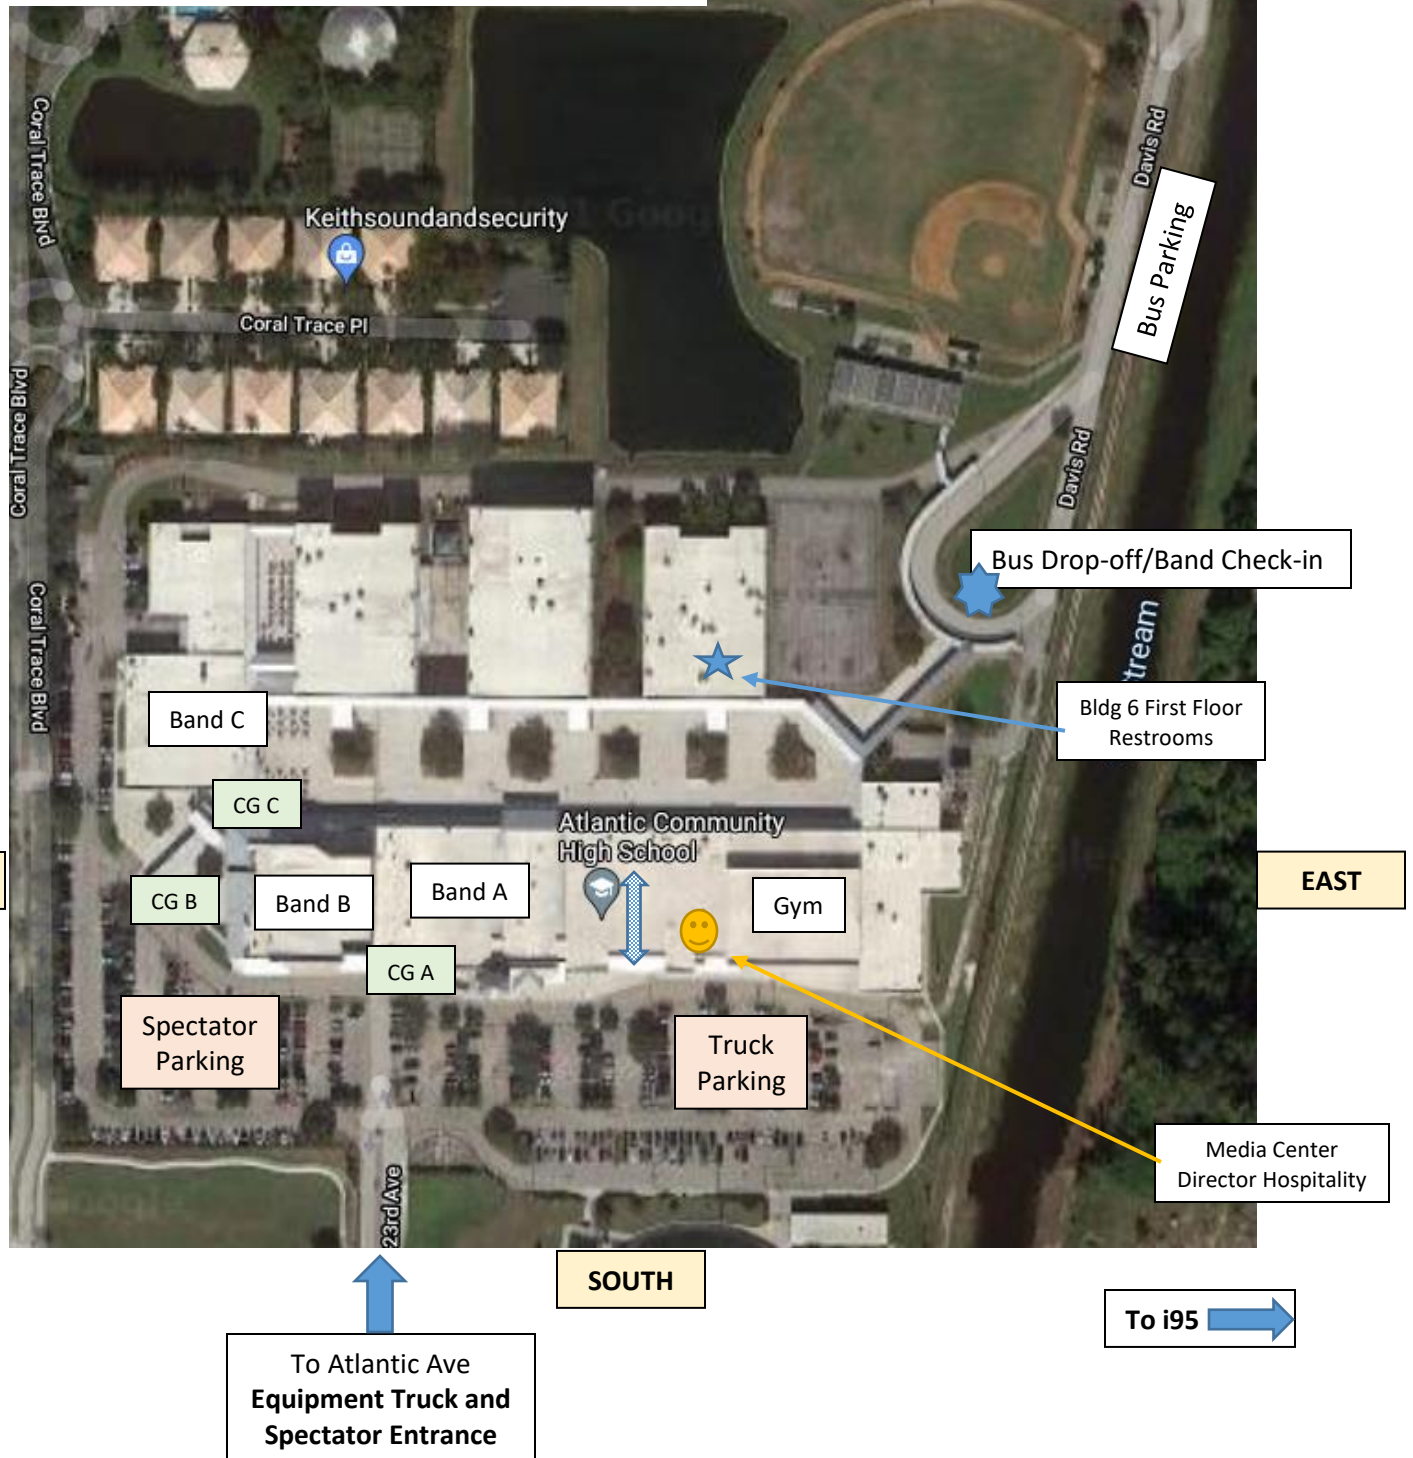 Coral Trace Blvd
Davis Rd
Keithsoundandsecurity
Bus Parking
Coral Trace Pl
Coral Trace Blvd
Davis Rd
Bus Drop-off/Band Check-in
Coral Trace Blvd
Bldg 6 First Floor
Restrooms
Band C
CG C
Atlantic Community
High School
EAST
CG B
Band B
Band A
Gym
CG A
Spectator
Parking
Truck
Parking
Media Center
Director Hospitality
23rd Ave
SOUTH
To i95
To Atlantic Ave
Equipment Truck and
Spectator Entrance